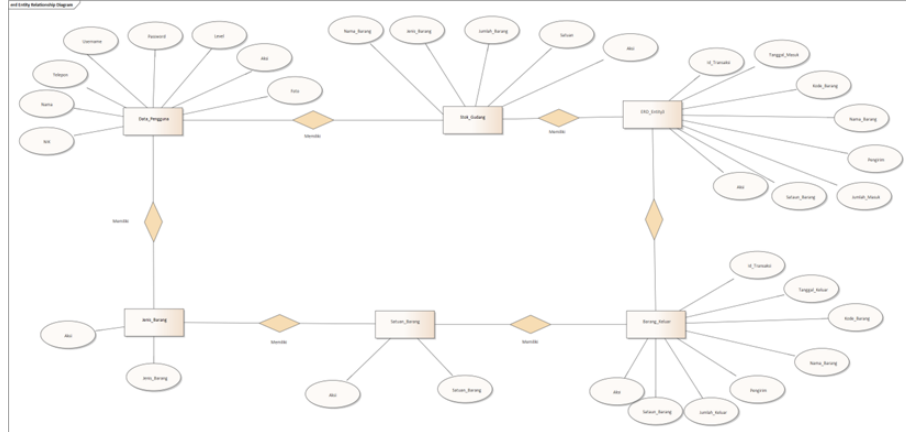 erd Entity Relationship Diagram
Username
Password
Level
Aksi
Foto
Telepon
Nama
NIK
Data_Pengguna
Memiliki
Nama_Barang
Jenis_Barang
Jumlah_Barang
Satuan
Aksi
Stok_Gudang
Memiliki
Id_Transaksi
Tanggal_Masuk
Kode_Barang
Nama_Barang
Pengirim
Jumlah_Masuk
Satuan_Barang
Aksi
Memiliki
Jenis_Barang
Aksi
Jenis_Barang
Memiliki
Satuan_Barang
Aksi
Satuan_Barang
Memiliki
Barang_Keluar
Id_Transaksi
Tanggal_Keluar
Kode_Barang
Nama_Barang
Pengirim
Jumlah_Keluar
Satuan_Barang
Aksi